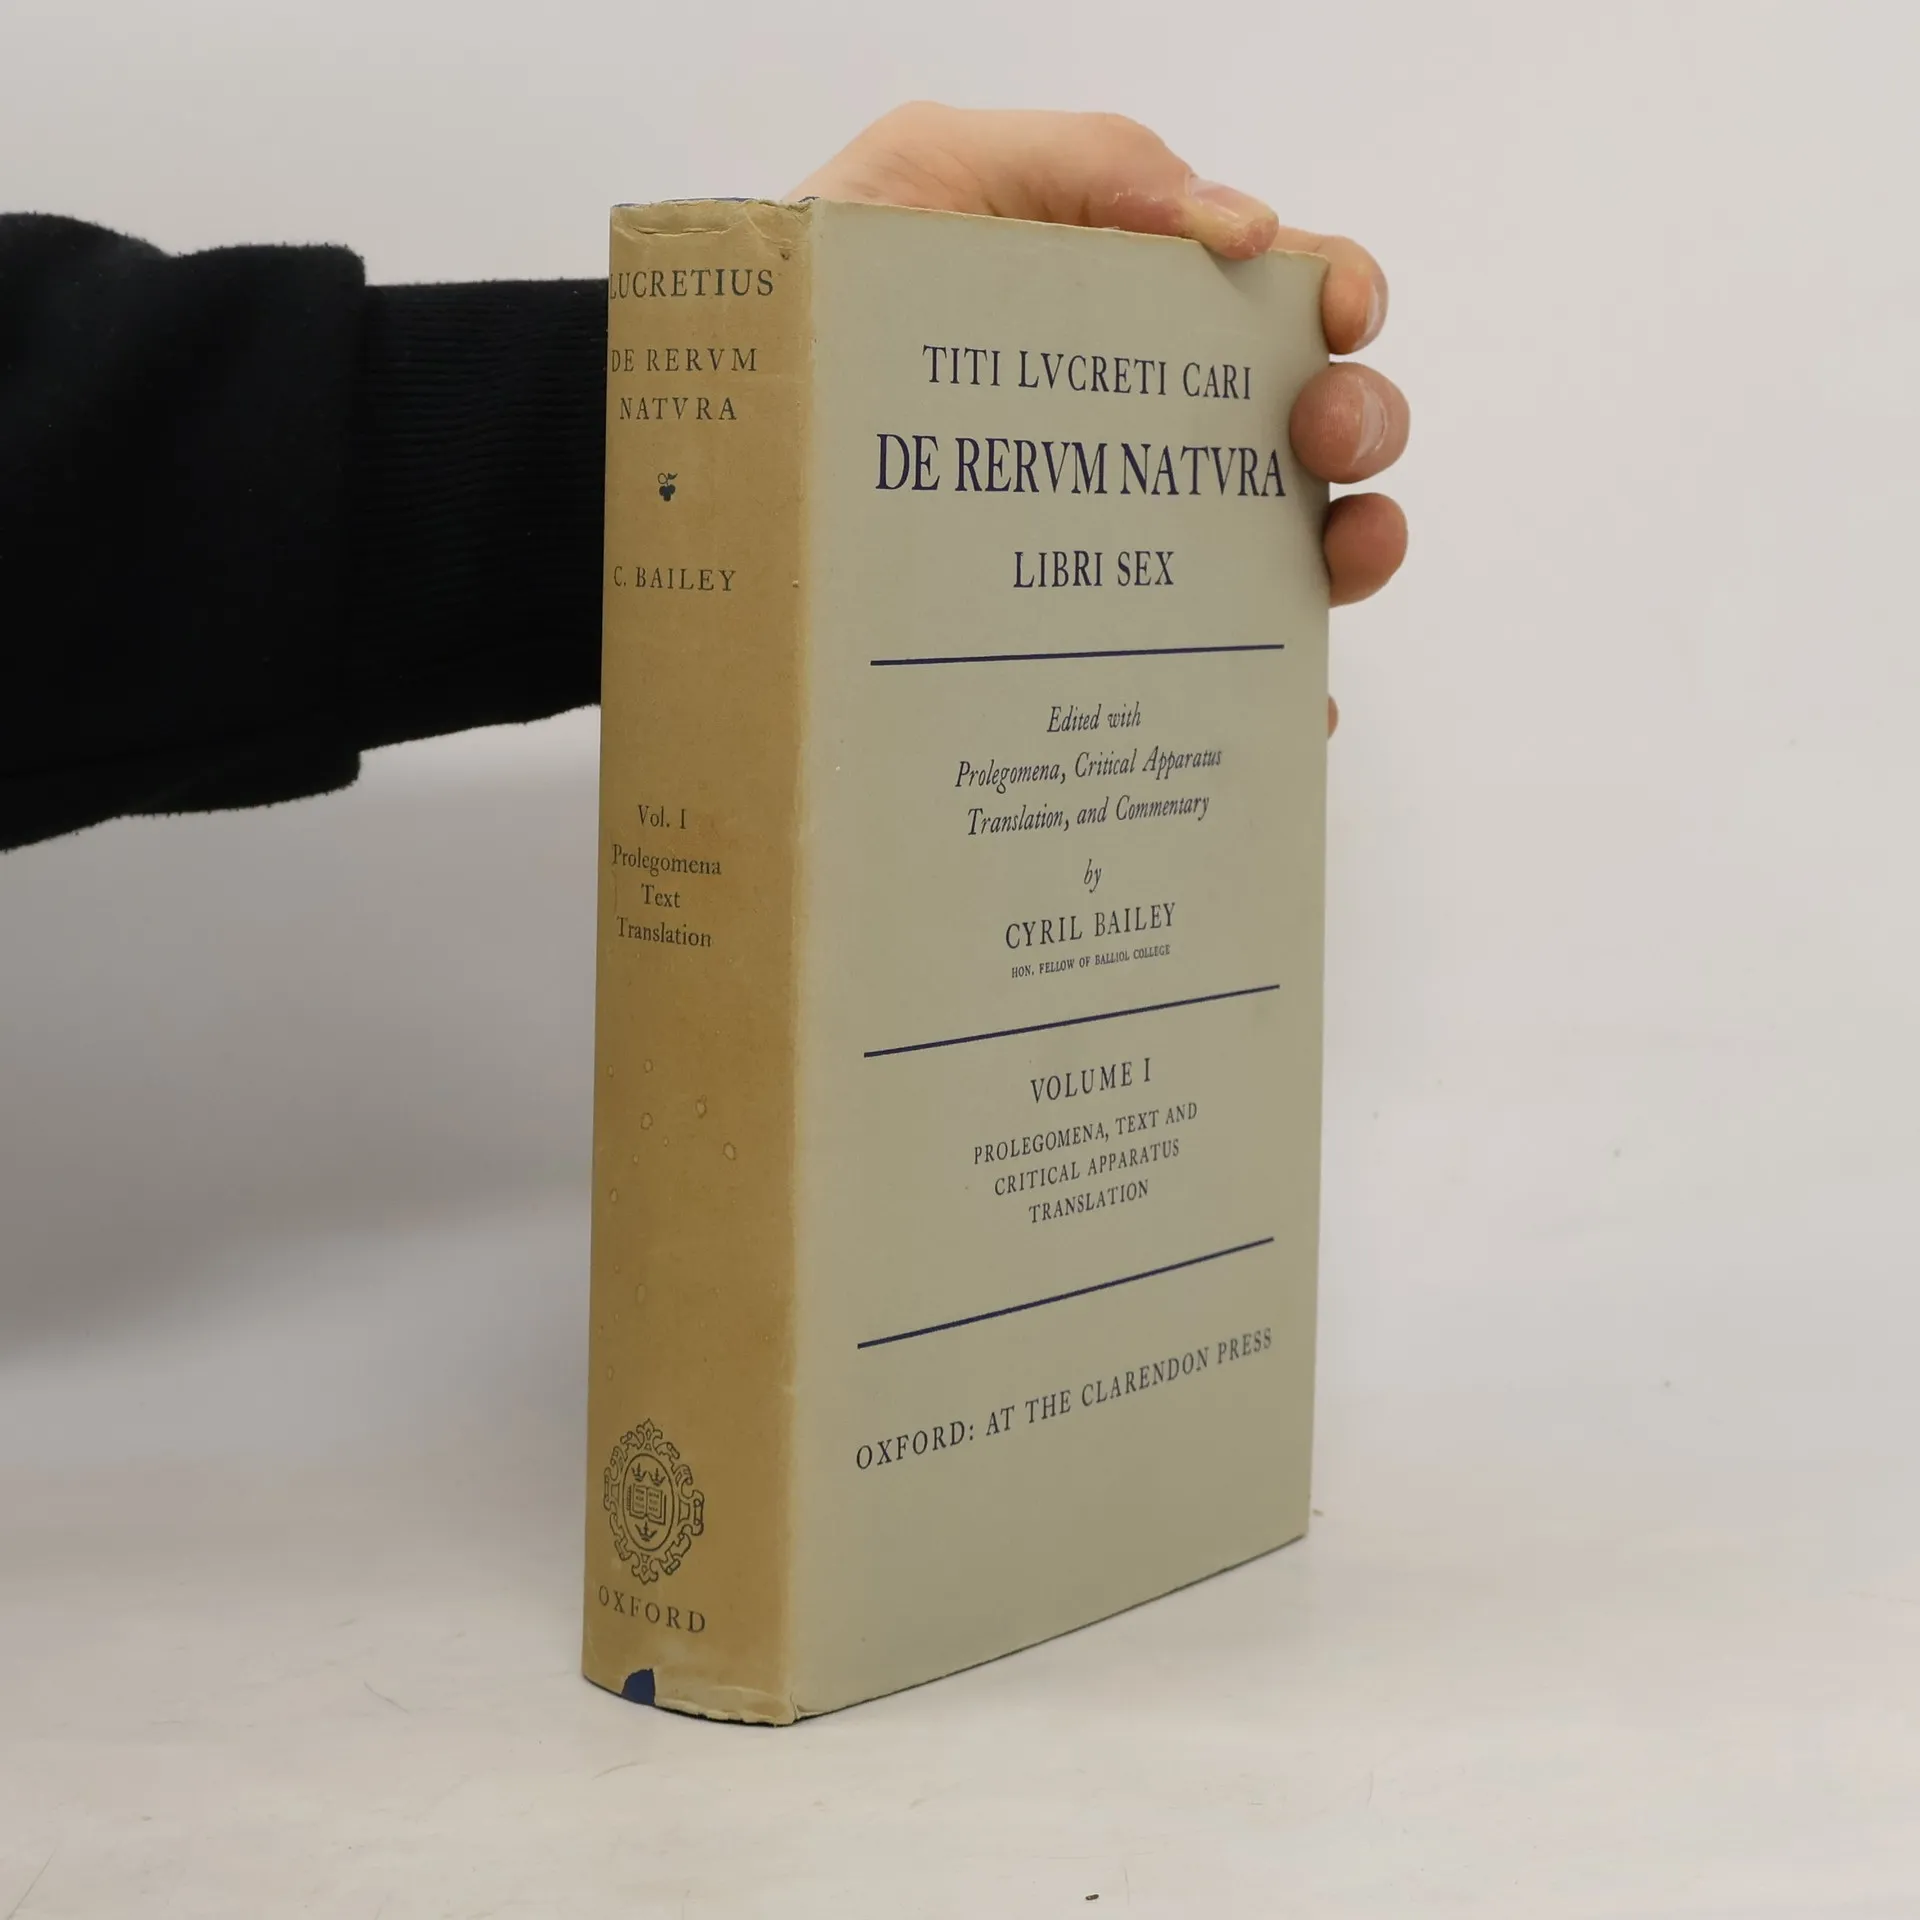 LUCRETIUS
DE RERVM
NATVRA
C. BAILEY
Vol. I
Prolegomena
Text
Translation
OXFORD
TITI LVCRETI CARI
DE RERVM NATVRA
LIBRI SEX
Edited with
Prolegomena, Critical Apparatus
Translation, and Commentary
by
CYRIL BAILEY
HON. FELLOW OF BALLIOL COLLEGE
VOLUME I
PROLEGOMENA, TEXT AND
CRITICAL APPARATUS
TRANSLATION
OXFORD: AT THE CLARENDON PRESS